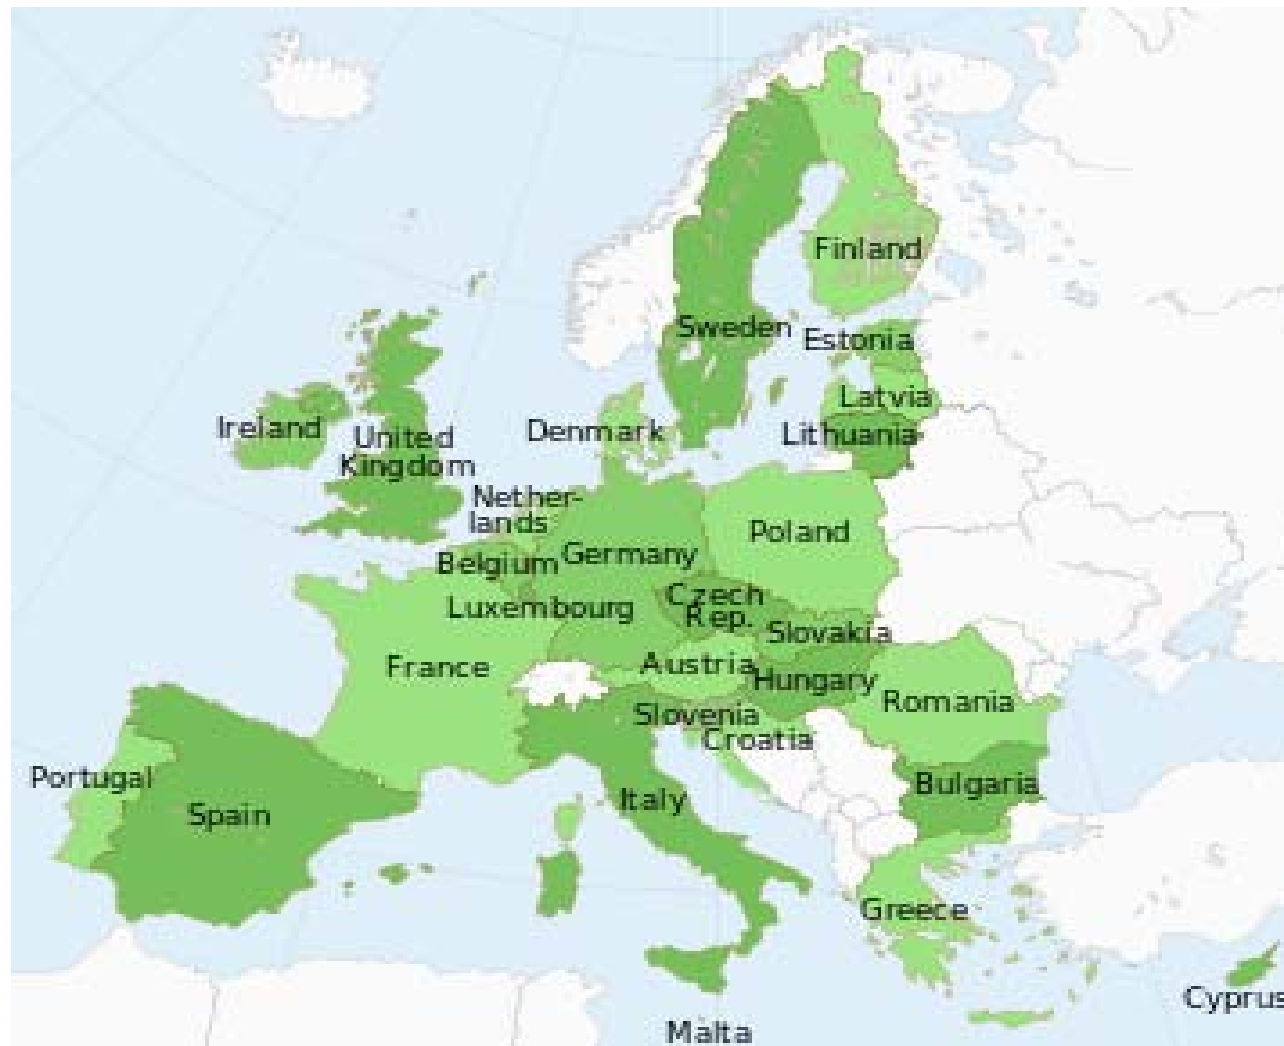 Finland
Sweden
Estonia
Latvia
Ireland
Denmark
Lithuania
United
Kingdom
Nether-
lands
Poland
Belgium
Germany
Czech
Rep.
Luxembourg
Slovakia
France
Austria
Hungary
Romania
Slovenia
Croatia
Portugal
Bulgaria
Spain
Italy
Greece
Cyprus
Malta